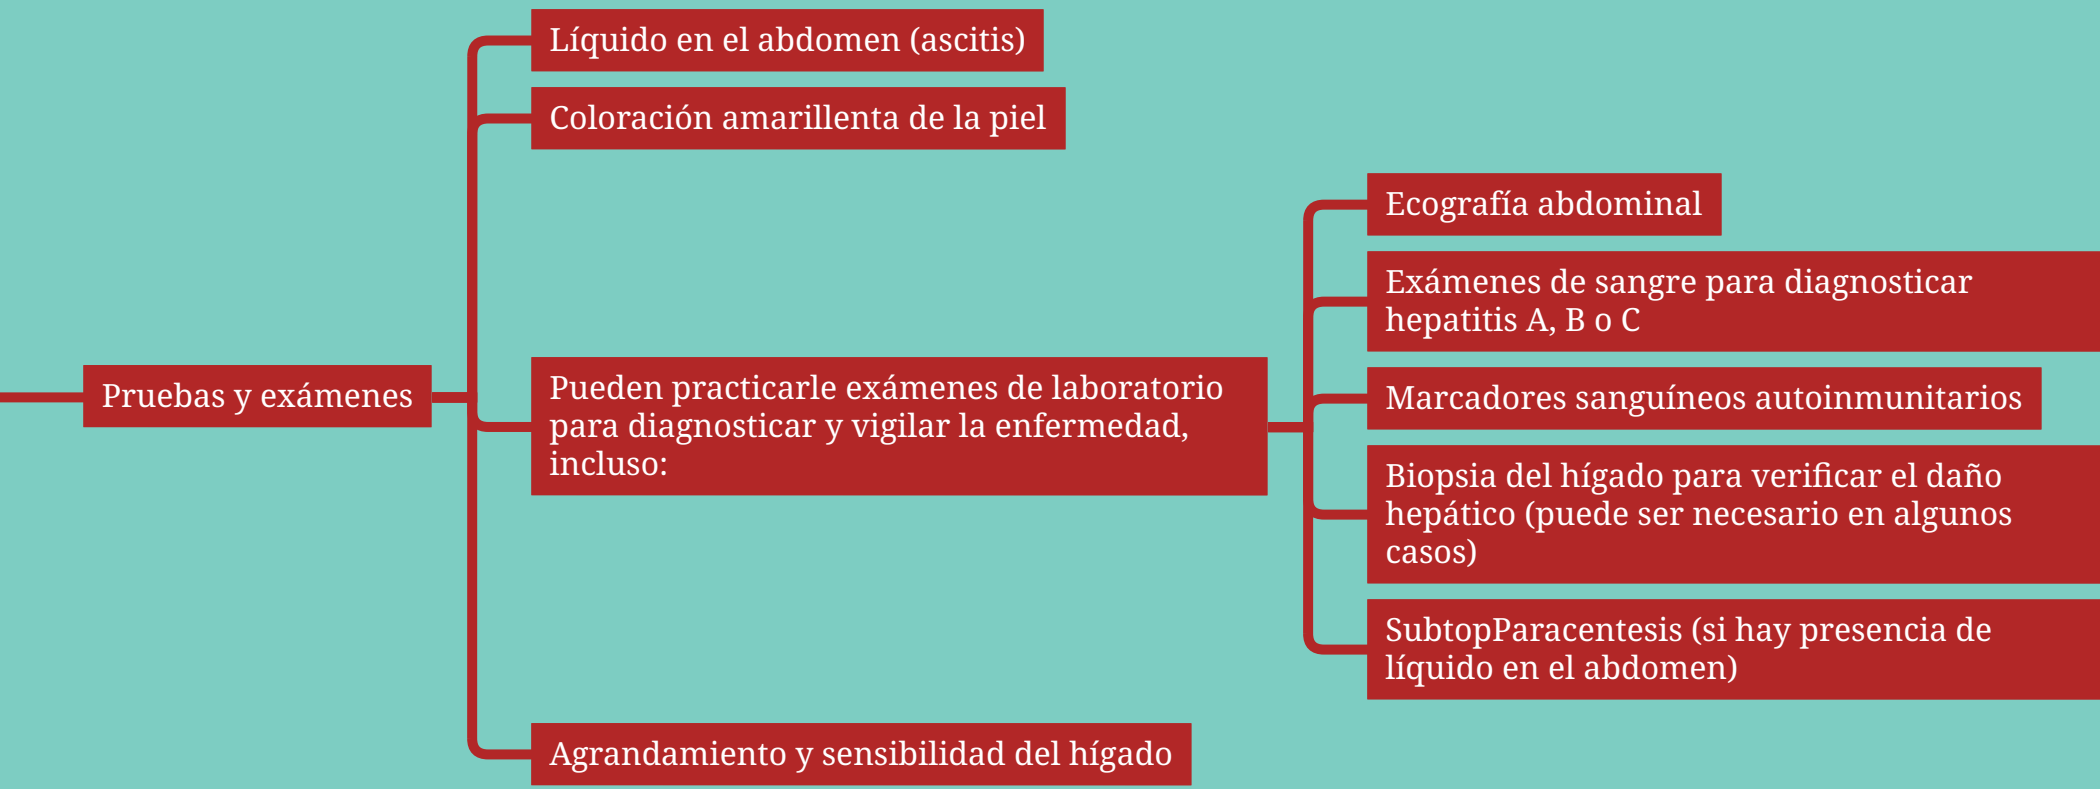 Líquido en el abdomen (ascitis)
Coloración amarillenta de la piel
Pruebas y exámenes
Pueden practicarle exámenes de laboratorio
para diagnosticar y vigilar la enfermedad,
incluso:
Ecografía abdominal
Exámenes de sangre para diagnosticar
hepatitis A, B o C
Marcadores sanguíneos autoinmunitarios
Biopsia del hígado para verificar el daño
hepático (puede ser necesario en algunos
casos)
SubtopParacentesis (si hay presencia de
líquido en el abdomen)
Agrandamiento y sensibilidad del hígado